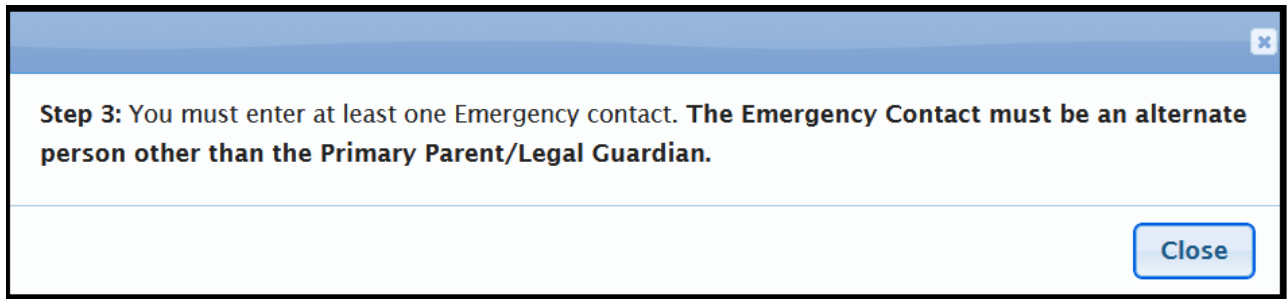 Step 3: You must enter at least one Emergency contact. The Emergency Contact must be an alternate
person other than the Primary Parent/Legal Guardian.
Close